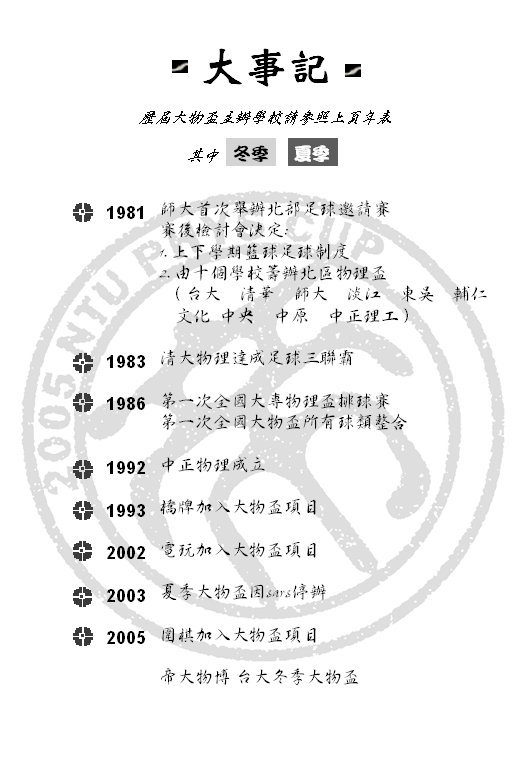 大事記
歷屆大物盃主辦學校請參照上頁年表
其中 冬季 夏季
1981 師大首次舉辦北部足球邀請賽
賽後檢討會決定:
1. 上下學期籃球足球制度
2. 由十個學校籌辦北區物理盃
(台大 清華 師大 淡江 東吳 輔仁
文化 中央 中原 中正理工)
1983 清大物理達成足球三聯霸
1986 第一次全國大專物理盃排球賽
第一次全國大物盃所有球類整合
1992 中正物理成立
1993 橋牌加入大物盃項目
2002 電玩加入大物盃項目
2003 夏季大物盃因sars停辦
2005 圍棋加入大物盃項目
帝大物博 台大冬季大物盃
2005 NTU PHYS CUP